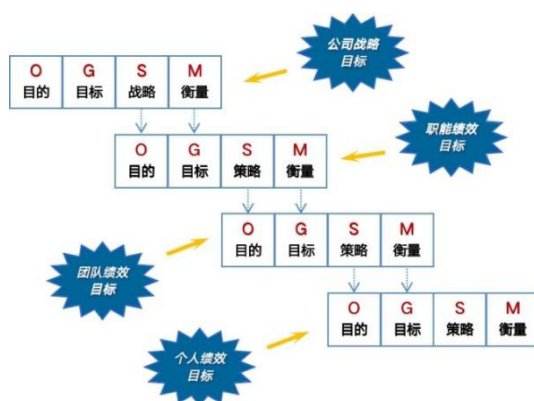 公司战略
目标
O G S M
目的 目标 战略 衡量
职能绩效
目标
O G S M
目的 目标 策略 衡量
O G S M
目的 目标 策略 衡量
团队绩效
目标
O G S M
目的 目标 策略 衡量
个人绩效
目标